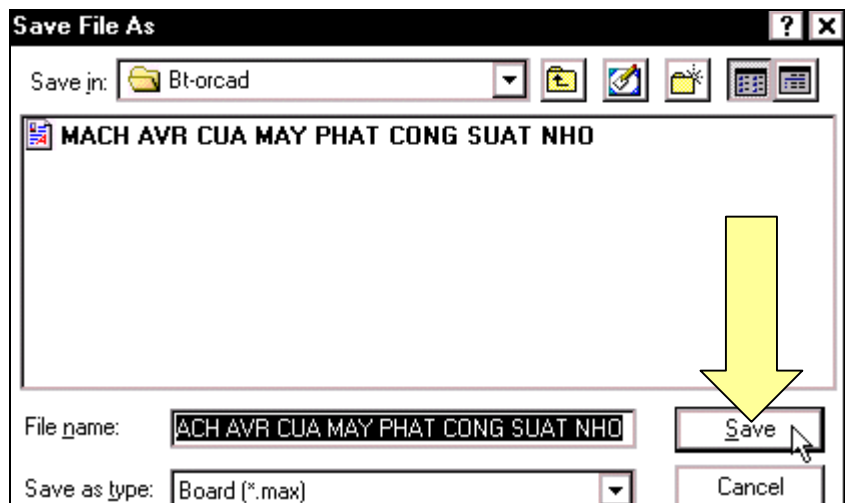 Save File As
Save in: Bt-orcad
MACH AVR CUA MAY PHAT CONG SUAT NHO
File name: ACH AVR CUA MAY PHAT CONG SUAT NHO Save
Save as type: Board (*.max) Cancel